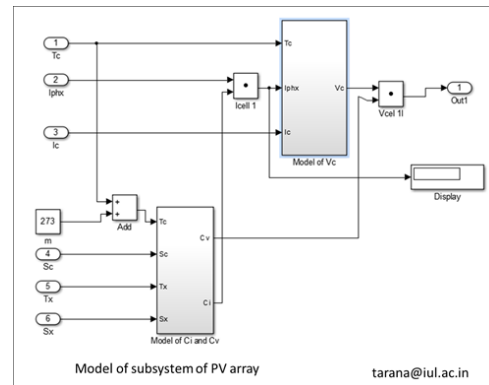 1
Tc
2
Iphx
3
Ic
Tc
Iphx
Ic
Vc
Model of Vc
Icell 1
Vcel 1l
1
Out1
Display
273
m
+
+
Add
4
Sc
5
Tx
6
Sx
Tc
Sc
Tx
Sx
Cv
Ci
Model of Ci and Cv
Model of subsystem of PV array
tarana@iul.ac.in